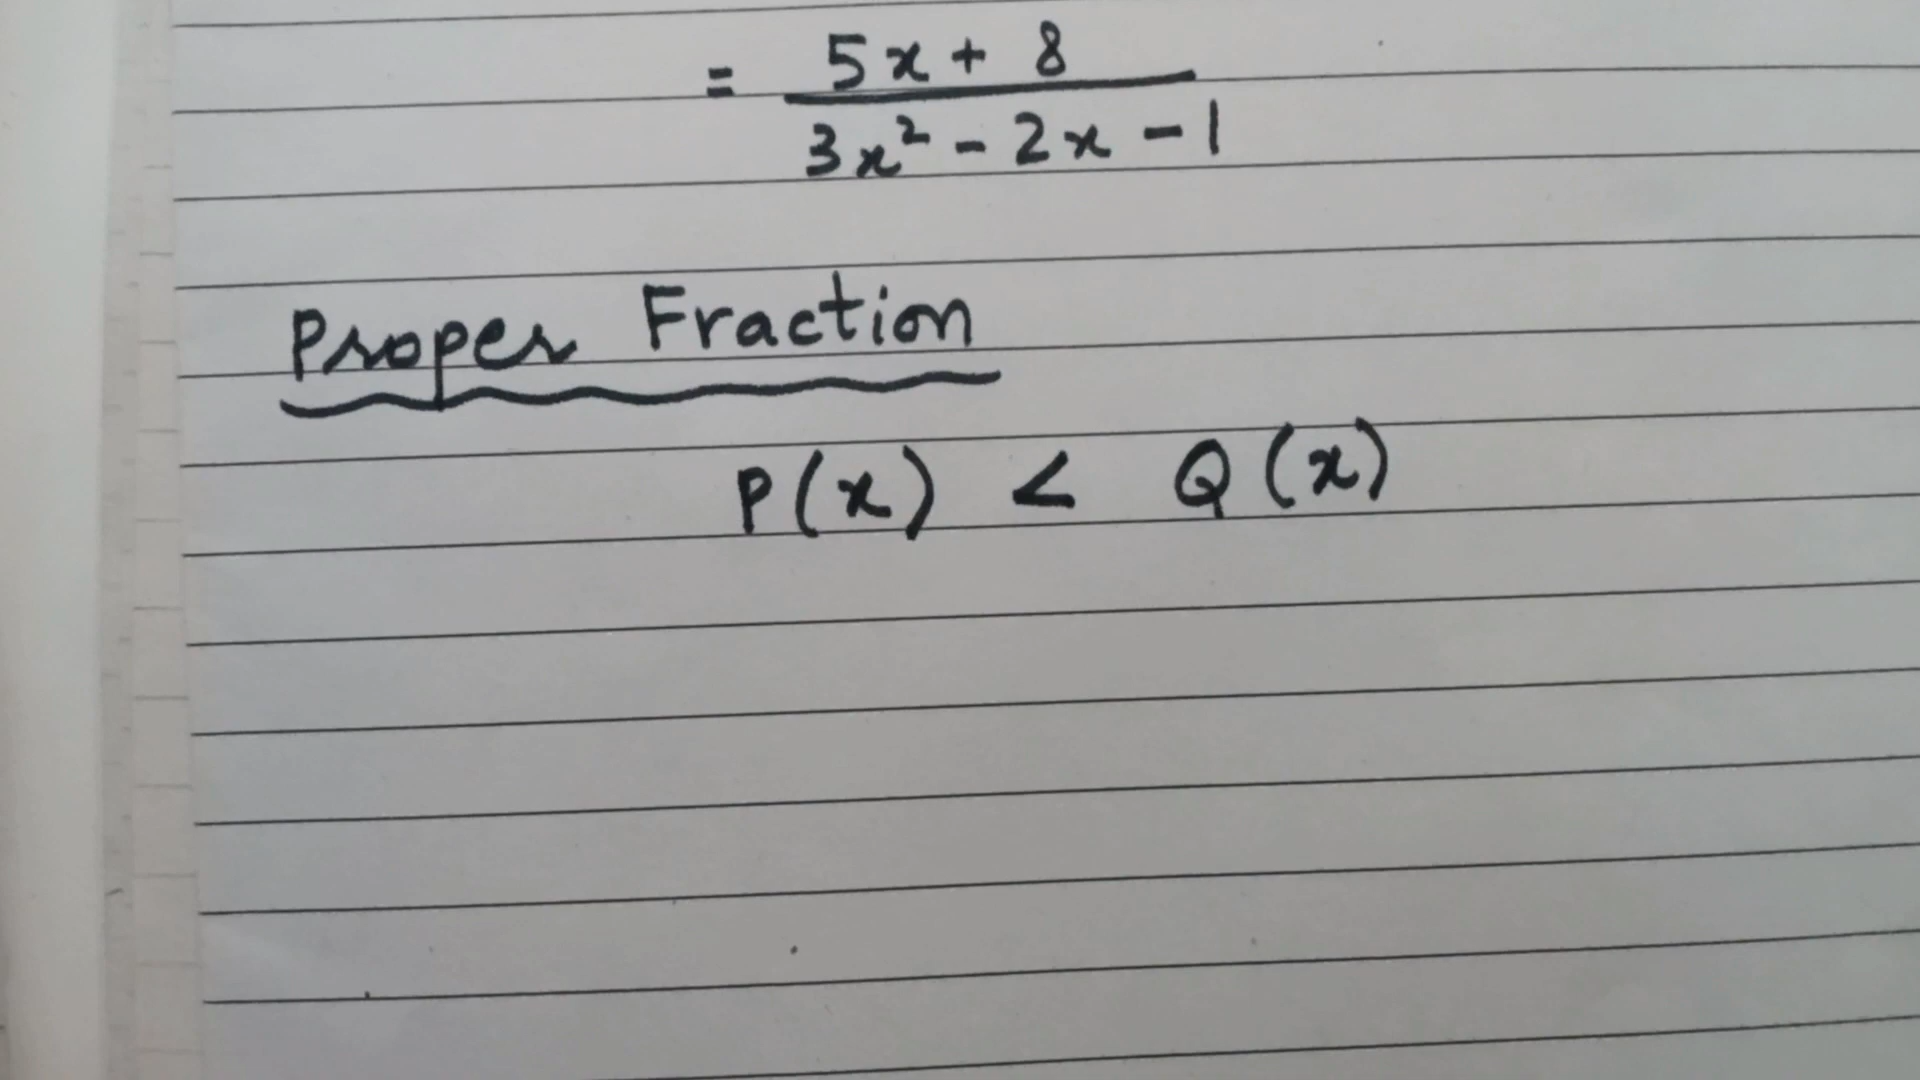 = (5x + 8)/(3x² - 2x - 1)
Proper Fraction
P(x) < Q(x)